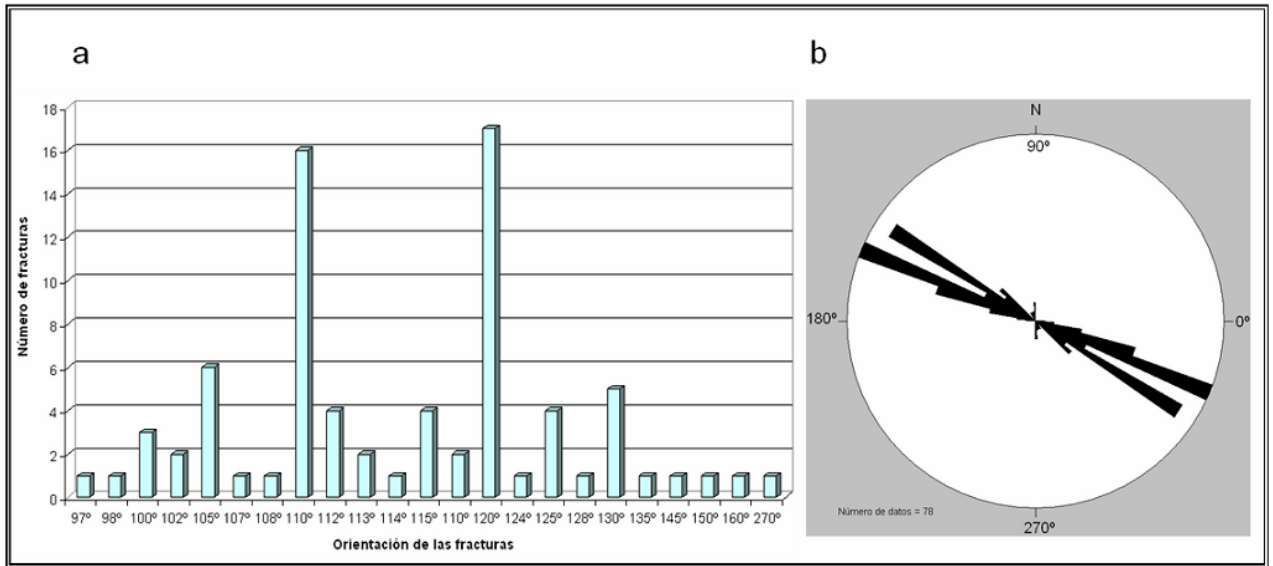 a
b
18
16
14
12
10
8
6
4
2
0
Número de fracturas
97º 98º 100º 102º 105º 107º 108º 110º 112º 113º 114º 115º 110º 120º 124º 125º 128º 130º 135º 145º 150º 160º 270º
Orientación de las fracturas
N
90º
180º
0º
Número de datos = 78
270º